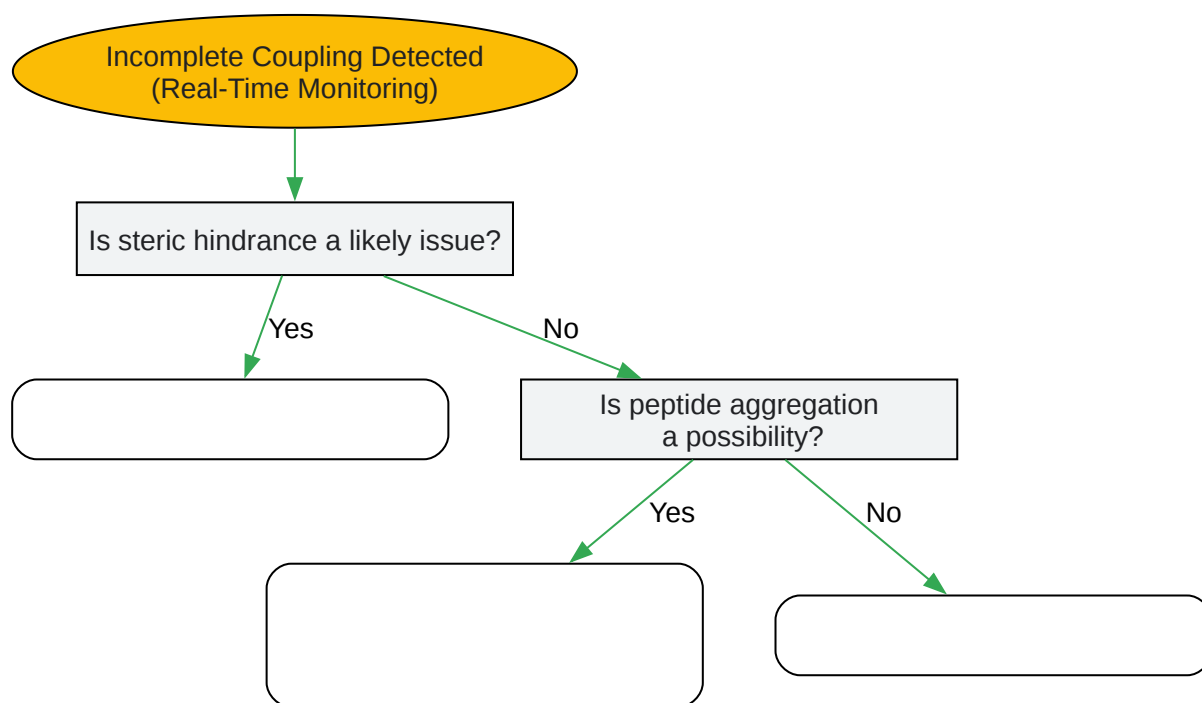 Incomplete Coupling Detected
(Real-Time Monitoring)
Is steric hindrance a likely issue?
Yes
No
Is peptide aggregation
a possibility?
Yes
No